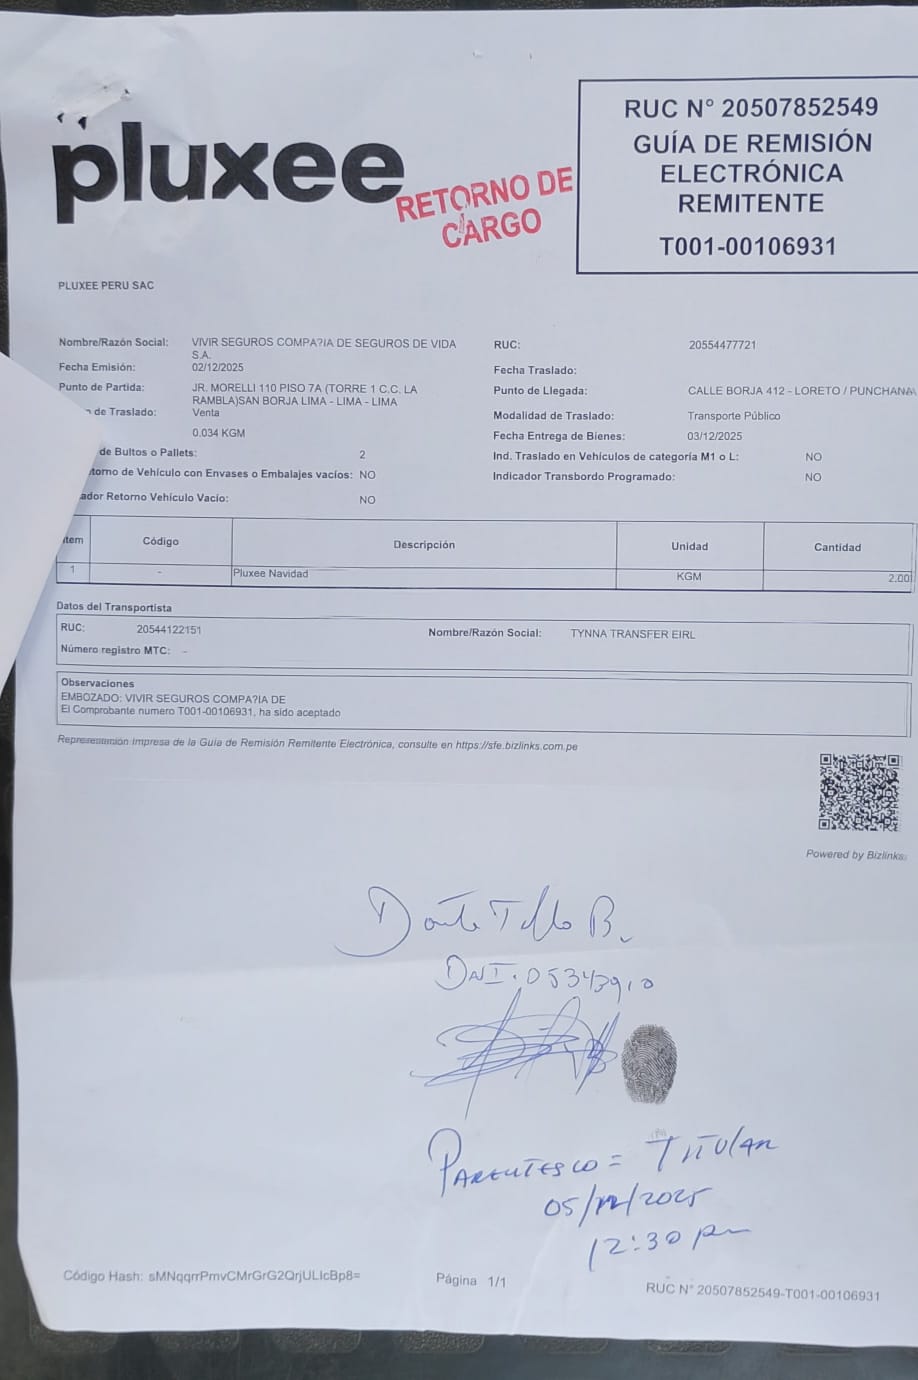 pluxee
RETORNO DE
CARGO
RUC N° 20507852549
GUÍA DE REMISIÓN
ELECTRÓNICA
REMITENTE
T001-00106931
PLUXEE PERU SAC
Nombre/Razón Social: VIVIR SEGUROS COMPA?IA DE SEGUROS DE VIDA
S.A.
RUC: 20554477721
Fecha Emisión: 02/12/2025
Fecha Traslado:
Punto de Partida: JR. MORELLI 110 PISO 7A (TORRE 1 C.C. LA
RAMBLA)SAN BORJA LIMA - LIMA - LIMA
Punto de Llegada: CALLE BORJA 412 - LORETO / PUNCHANA
de Traslado: Venta
Modalidad de Traslado: Transporte Público
0.034 KGM
Fecha Entrega de Bienes: 03/12/2025
de Bultos o Pallets: 2
Ind. Traslado en Vehículos de categoría M1 o L: NO
torno de Vehículo con Envases o Embalajes vacíos: NO
Indicador Transbordo Programado: NO
ador Retorno Vehículo Vacío: NO
Item Código Descripción Unidad Cantidad
1 - Pluxee Navidad KGM 2.00
Datos del Transportista
RUC: 20544122151 Nombre/Razón Social: TYNNA TRANSFER EIRL
Número registro MTC: -
Observaciones
EMBOZADO: VIVIR SEGUROS COMPA?IA DE
El Comprobante numero T001-00106931, ha sido aceptado
Representación Impresa de la Guía de Remisión Remitente Electrónica, consulte en https://sfe.bizlinks.com.pe
Powered by Bizlinks
Tello B.
DNI. 05343910
PARENTESCO = TITULAR
05/12/2025
12:30 pm
Código Hash: sMNqqrrPmvCMrGrG2QrjULIcBp8=
Página 1/1
RUC N° 20507852549-T001-00106931